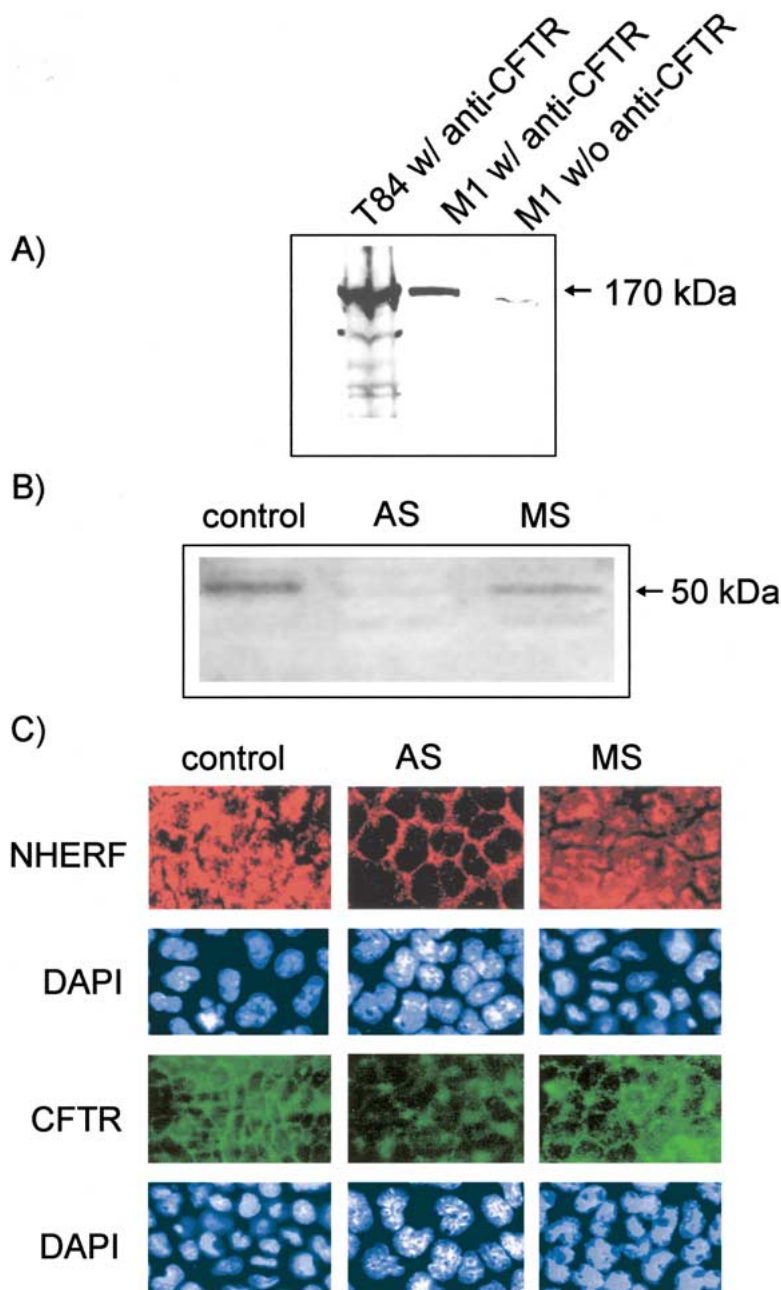 T84 w/ anti-CFTR
M1 w/ anti-CFTR
M1 w/o anti-CFTR
A)
← 170 kDa
B)
control AS MS
← 50 kDa
C)
control AS MS
NHERF
DAPI
CFTR
DAPI